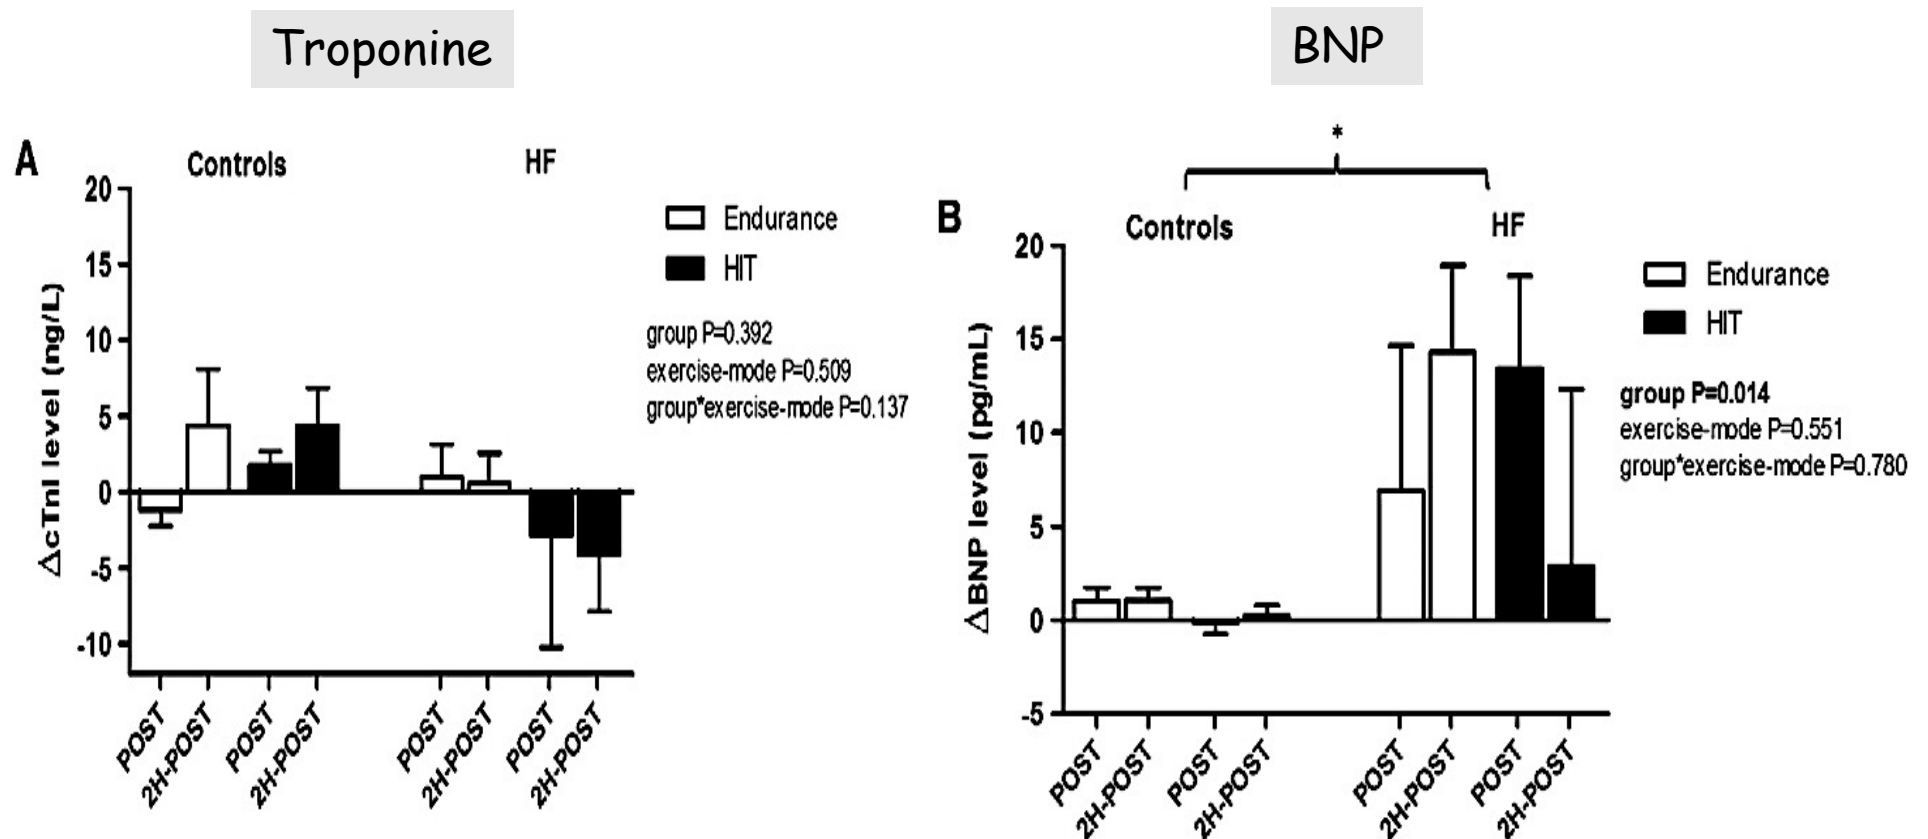 Troponine
BNP
A
Controls
HF
20
15
10
5
0
-5
-10
ΔcTnI level (ng/L)
Endurance
HIT
group P=0.392
exercise-mode P=0.509
group*exercise-mode P=0.137
POST
2H-POST
POST
2H-POST
POST
2H-POST
POST
2H-POST
*
B
Controls
HF
20
15
10
5
0
-5
ΔBNP level (pg/mL)
Endurance
HIT
group P=0.014
exercise-mode P=0.551
group*exercise-mode P=0.780
POST
2H-POST
POST
2H-POST
POST
2H-POST
POST
2H-POST